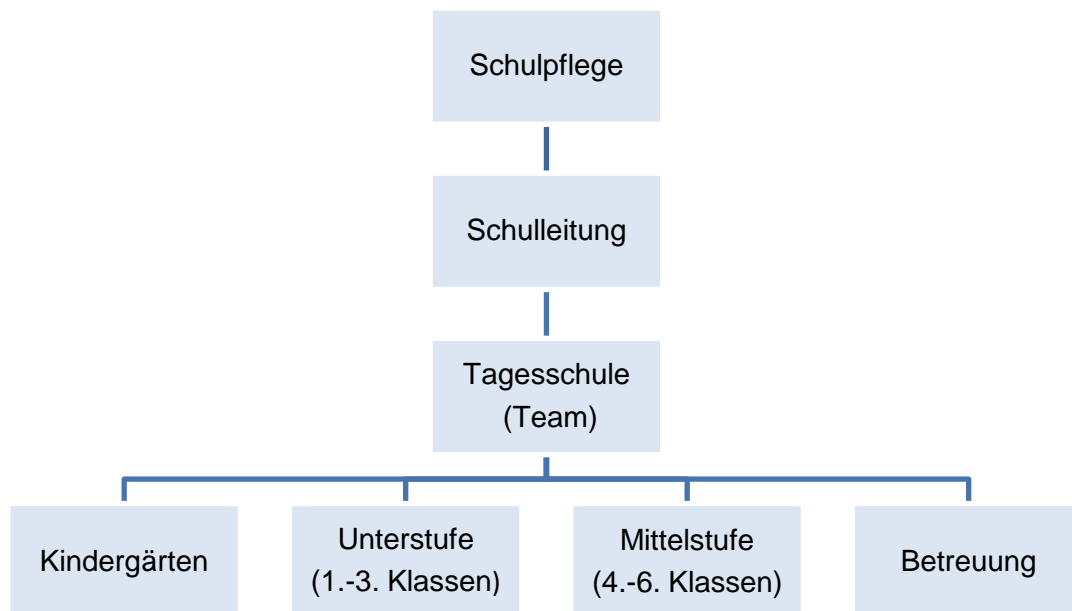 Schulpflege
Schulleitung
Tagesschule
(Team)
Kindergärten
Unterstufe
(1.-3. Klassen)
Mittelstufe
(4.-6. Klassen)
Betreuung